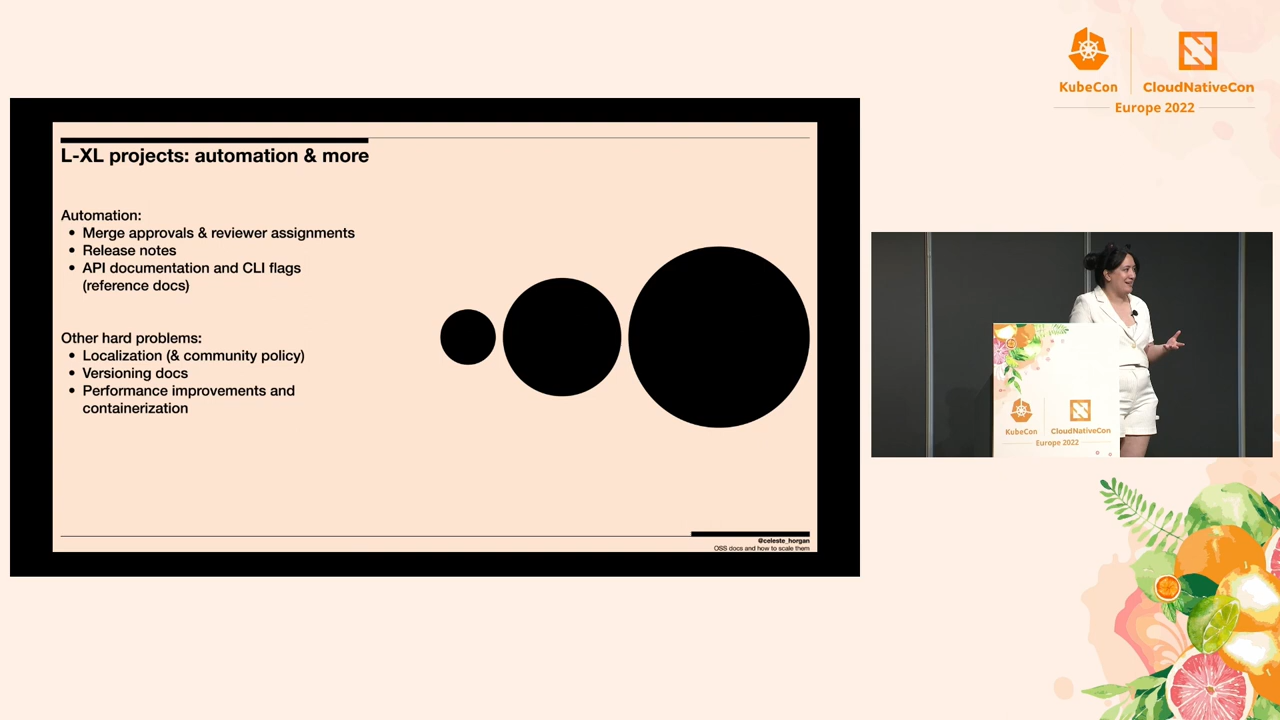 KubeCon
CloudNativeCon
Europe 2022
L-XL projects: automation & more
Automation:
• Merge approvals & reviewer assignments
• Release notes
• API documentation and CLI flags
(reference docs)
Other hard problems:
• Localization (& community policy)
• Versioning docs
• Performance improvements and
containerization
@celeste_horgan
OSS docs and how to scale them
KubeCon
CloudNativeCon
Europe 2022